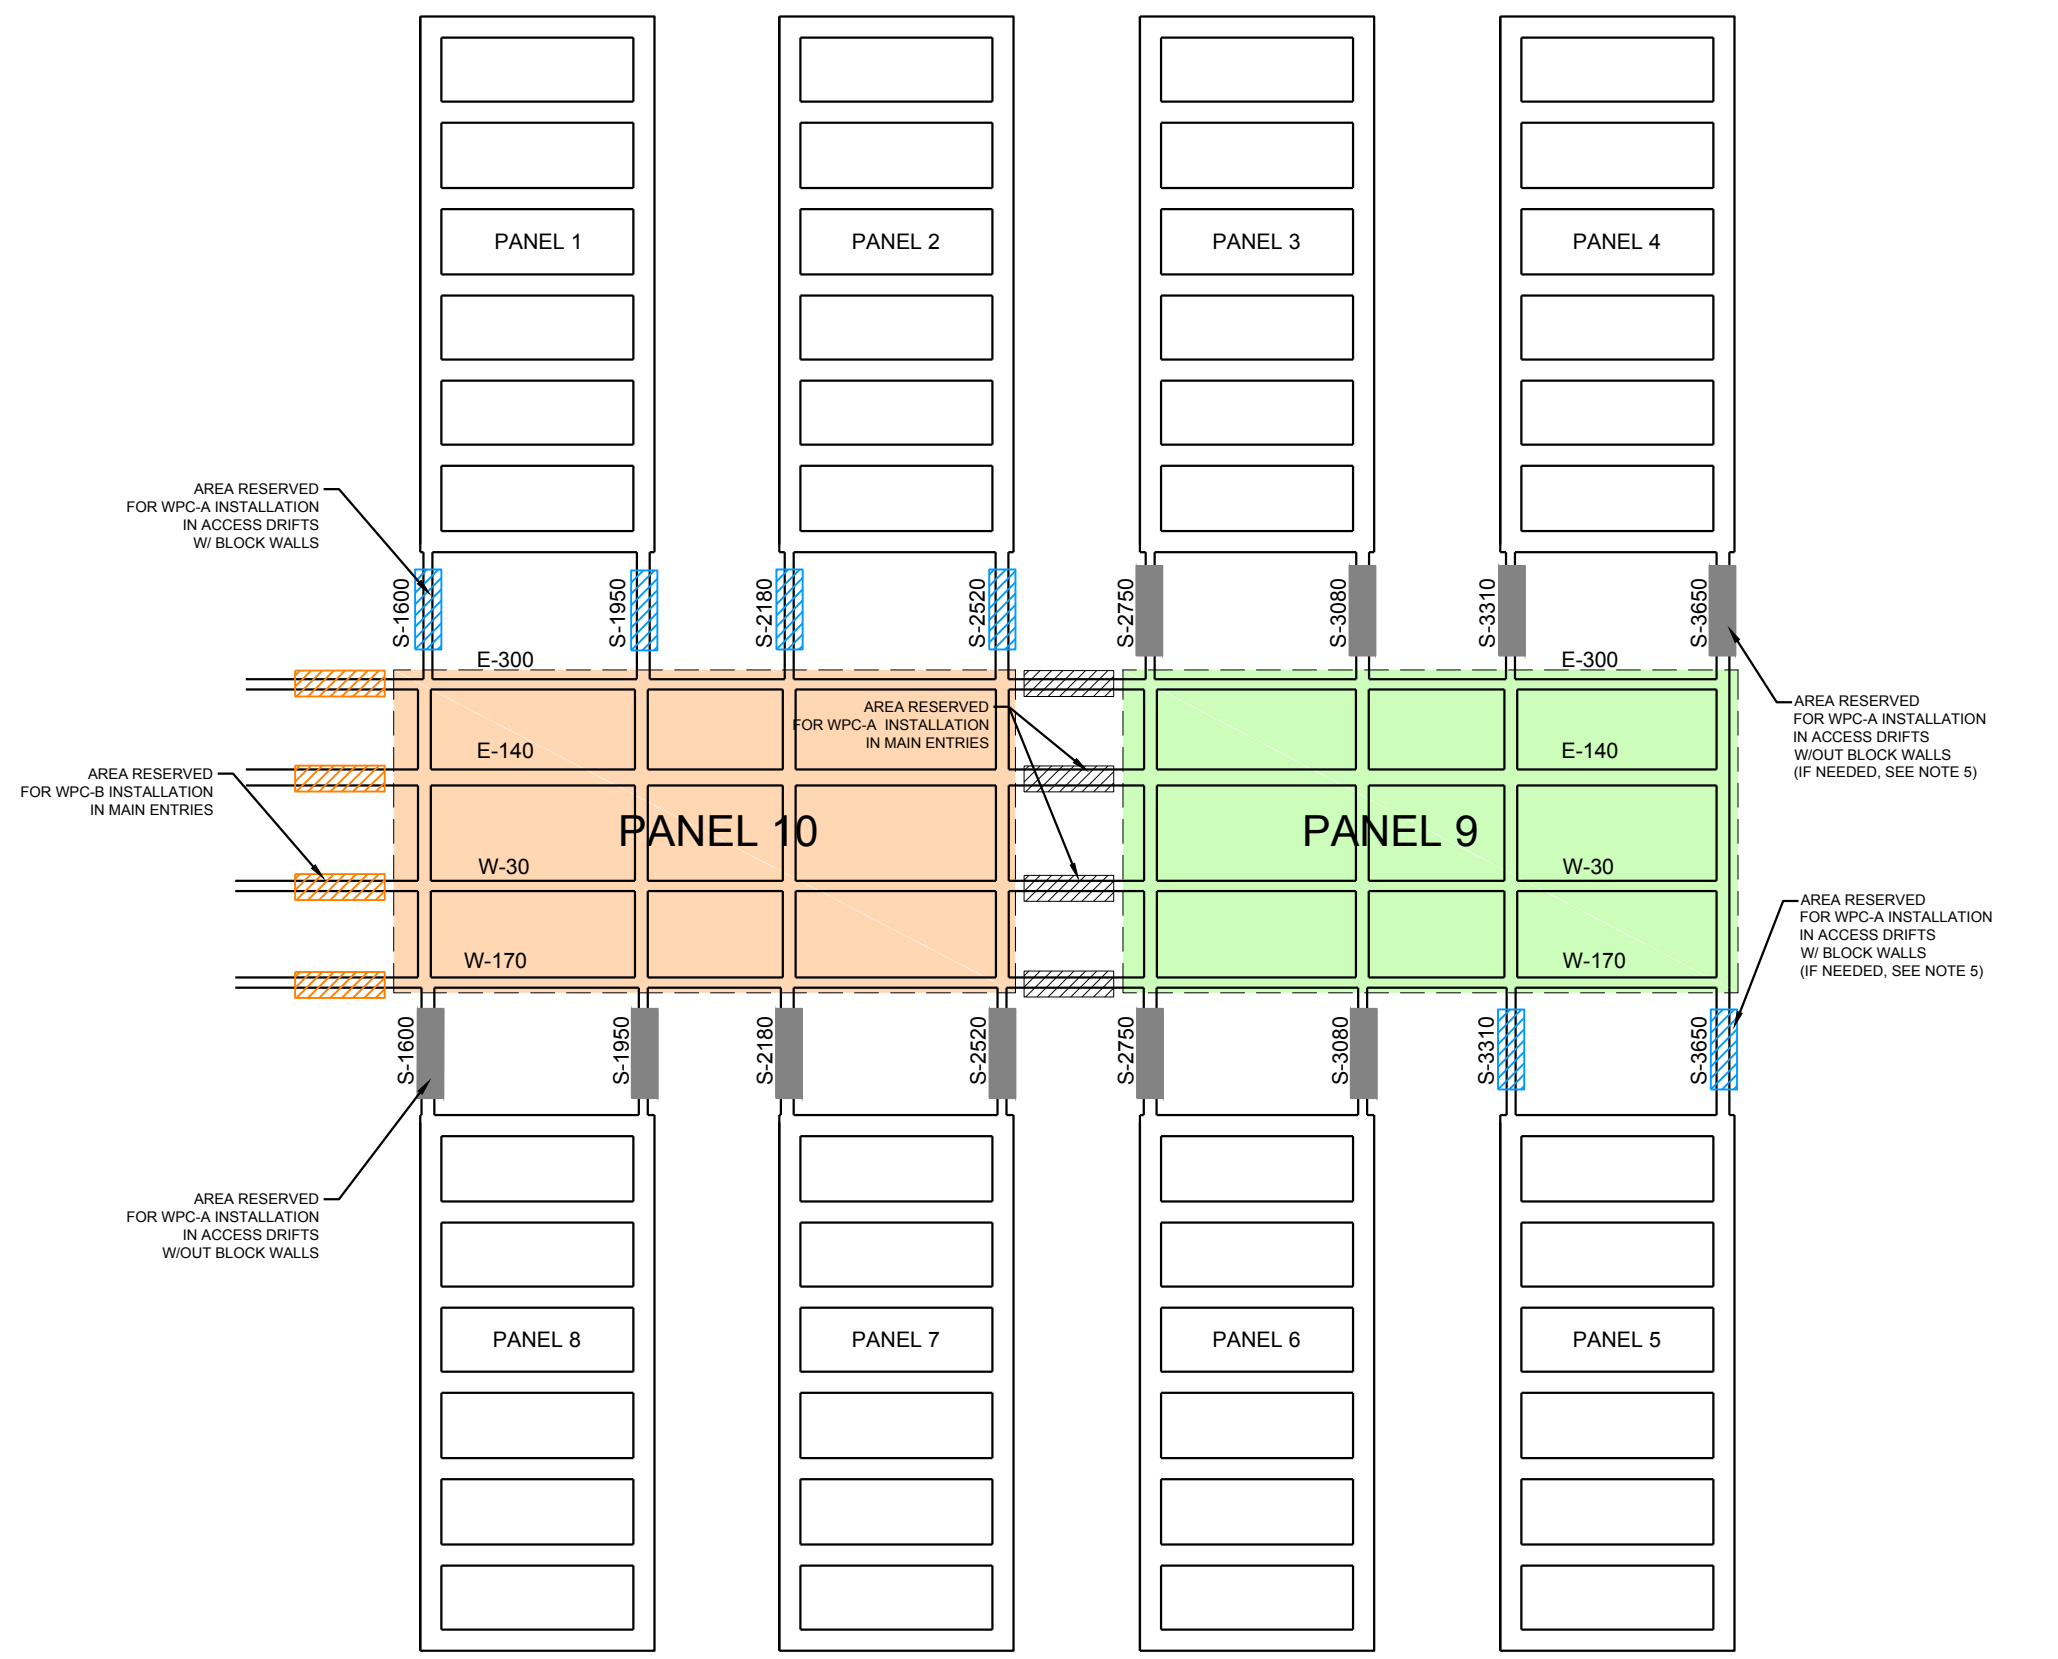 PANEL 1
PANEL 2
PANEL 3
PANEL 4
AREA RESERVED
FOR WPC-A INSTALLATION
IN ACCESS DRIFTS
W/ BLOCK WALLS
S-1600
S-1950
S-2180
S-2520
S-2750
S-3080
S-3310
S-3650
E-300
E-300
AREA RESERVED
FOR WPC-A INSTALLATION
IN MAIN ENTRIES
AREA RESERVED
FOR WPC-A INSTALLATION
IN ACCESS DRIFTS
W/OUT BLOCK WALLS
(IF NEEDED, SEE NOTE 5)
E-140
E-140
AREA RESERVED
FOR WPC-B INSTALLATION
IN MAIN ENTRIES
PANEL 10
PANEL 9
W-30
W-30
AREA RESERVED
FOR WPC-A INSTALLATION
IN ACCESS DRIFTS
W/ BLOCK WALLS
(IF NEEDED, SEE NOTE 5)
W-170
W-170
S-1600
S-1950
S-2180
S-2520
S-2750
S-3080
S-3310
S-3650
AREA RESERVED
FOR WPC-A INSTALLATION
IN ACCESS DRIFTS
W/OUT BLOCK WALLS
PANEL 8
PANEL 7
PANEL 6
PANEL 5